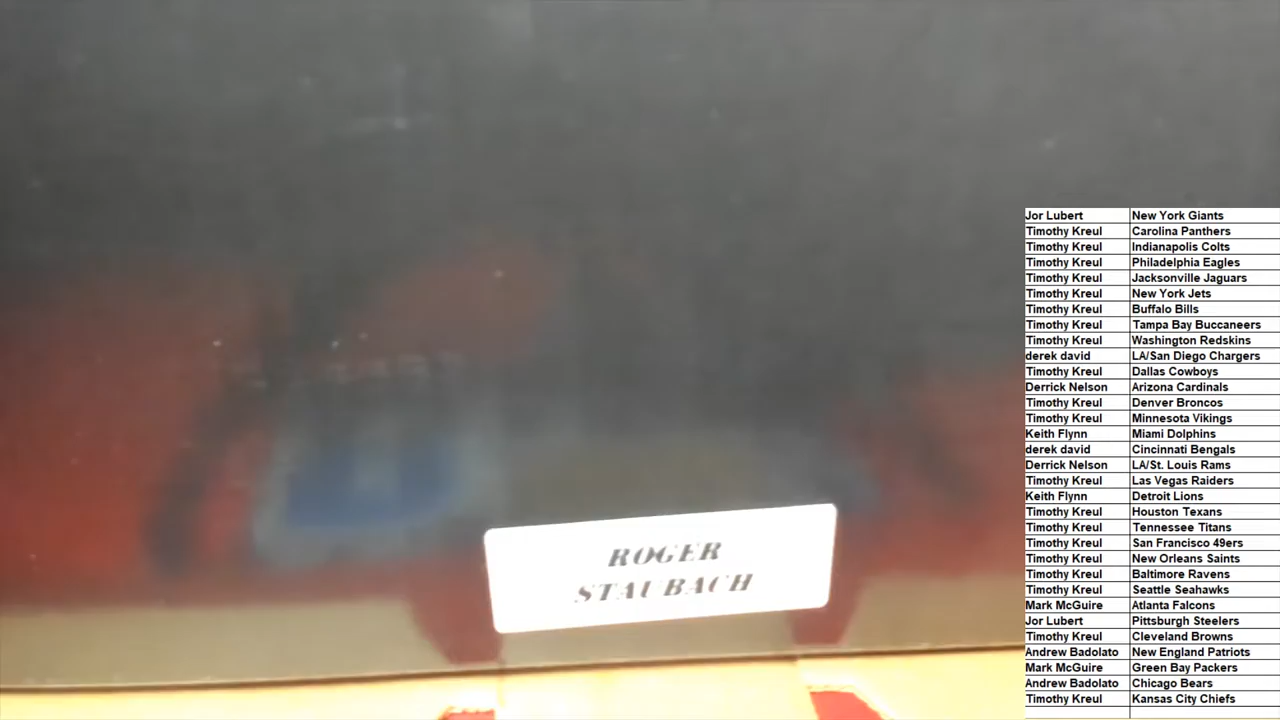 ROGER
STAUBACH
Jor Lubert New York Giants
Timothy Kreul Carolina Panthers
Timothy Kreul Indianapolis Colts
Timothy Kreul Philadelphia Eagles
Timothy Kreul Jacksonville Jaguars
Timothy Kreul New York Jets
Timothy Kreul Buffalo Bills
Timothy Kreul Tampa Bay Buccaneers
Timothy Kreul Washington Redskins
derek david LA/San Diego Chargers
Timothy Kreul Dallas Cowboys
Derrick Nelson Arizona Cardinals
Timothy Kreul Denver Broncos
Timothy Kreul Minnesota Vikings
Keith Flynn Miami Dolphins
derek david Cincinnati Bengals
Derrick Nelson LA/St. Louis Rams
Timothy Kreul Las Vegas Raiders
Keith Flynn Detroit Lions
Timothy Kreul Houston Texans
Timothy Kreul Tennessee Titans
Timothy Kreul San Francisco 49ers
Timothy Kreul New Orleans Saints
Timothy Kreul Baltimore Ravens
Timothy Kreul Seattle Seahawks
Mark McGuire Atlanta Falcons
Jor Lubert Pittsburgh Steelers
Timothy Kreul Cleveland Browns
Andrew Badolato New England Patriots
Mark McGuire Green Bay Packers
Andrew Badolato Chicago Bears
Timothy Kreul Kansas City Chiefs